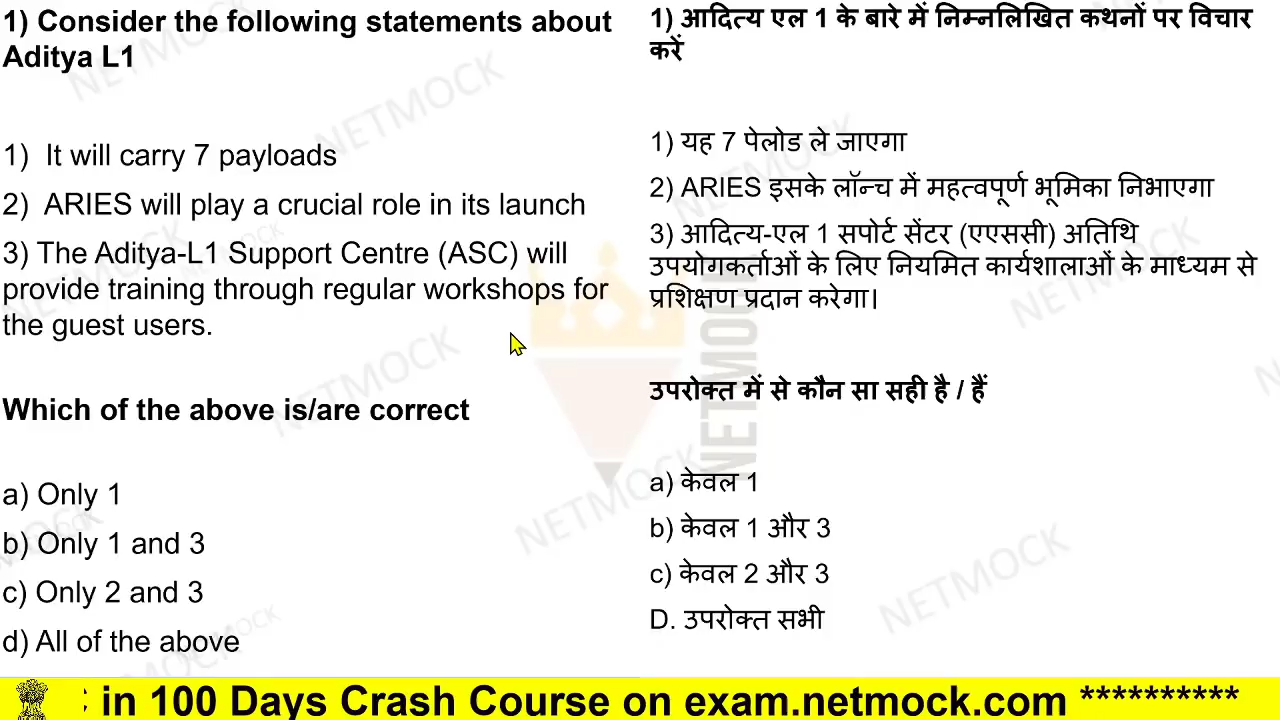 1) Consider the following statements about
Aditya L1
1) It will carry 7 payloads
2) ARIES will play a crucial role in its launch
3) The Aditya-L1 Support Centre (ASC) will
provide training through regular workshops for
the guest users.
Which of the above is/are correct
a) Only 1
b) Only 1 and 3
c) Only 2 and 3
d) All of the above
1) आदित्य एल 1 के बारे में निम्नलिखित कथनों पर विचार
करें
1) यह 7 पेलोड ले जाएगा
2) ARIES इसके लॉन्च में महत्वपूर्ण भूमिका निभाएगा
3) आदित्य-एल 1 सपोर्ट सेंटर (एएससी) अतिथि
उपयोगकर्ताओं के लिए नियमित कार्यशालाओं के माध्यम से
प्रशिक्षण प्रदान करेगा।
उपरोक्त में से कौन सा सही है / हैं
a) केवल 1
b) केवल 1 और 3
c) केवल 2 और 3
D. उपरोक्त सभी
NETMOCK
in 100 Days Crash Course on exam.netmock.com **********